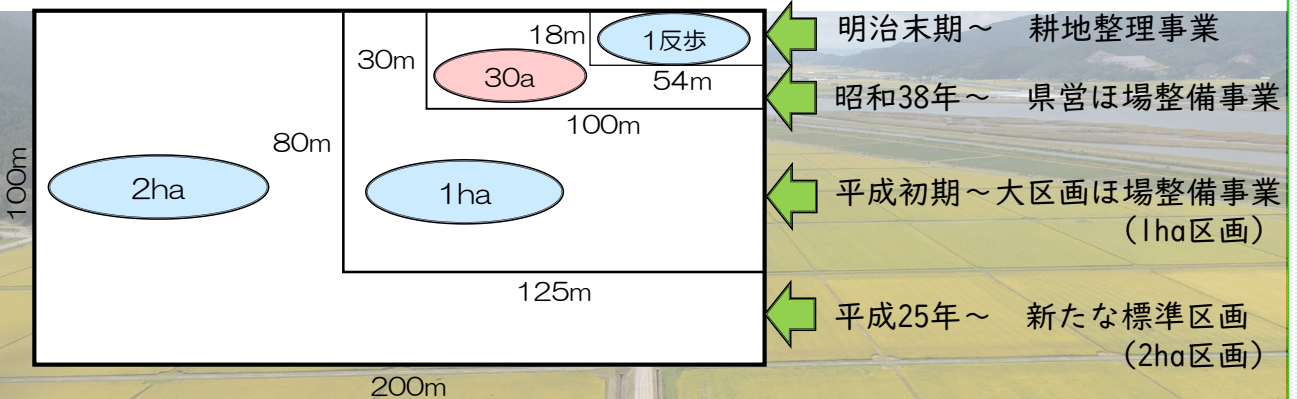 18m
1反歩
54m
30m
30a
100m
80m
1ha
125m
100m
2ha
200m
明治末期～　耕地整理事業
昭和38年～　県営ほ場整備事業
平成初期～大区画ほ場整備事業
(1ha区画)
平成25年～　新たな標準区画
(2ha区画)